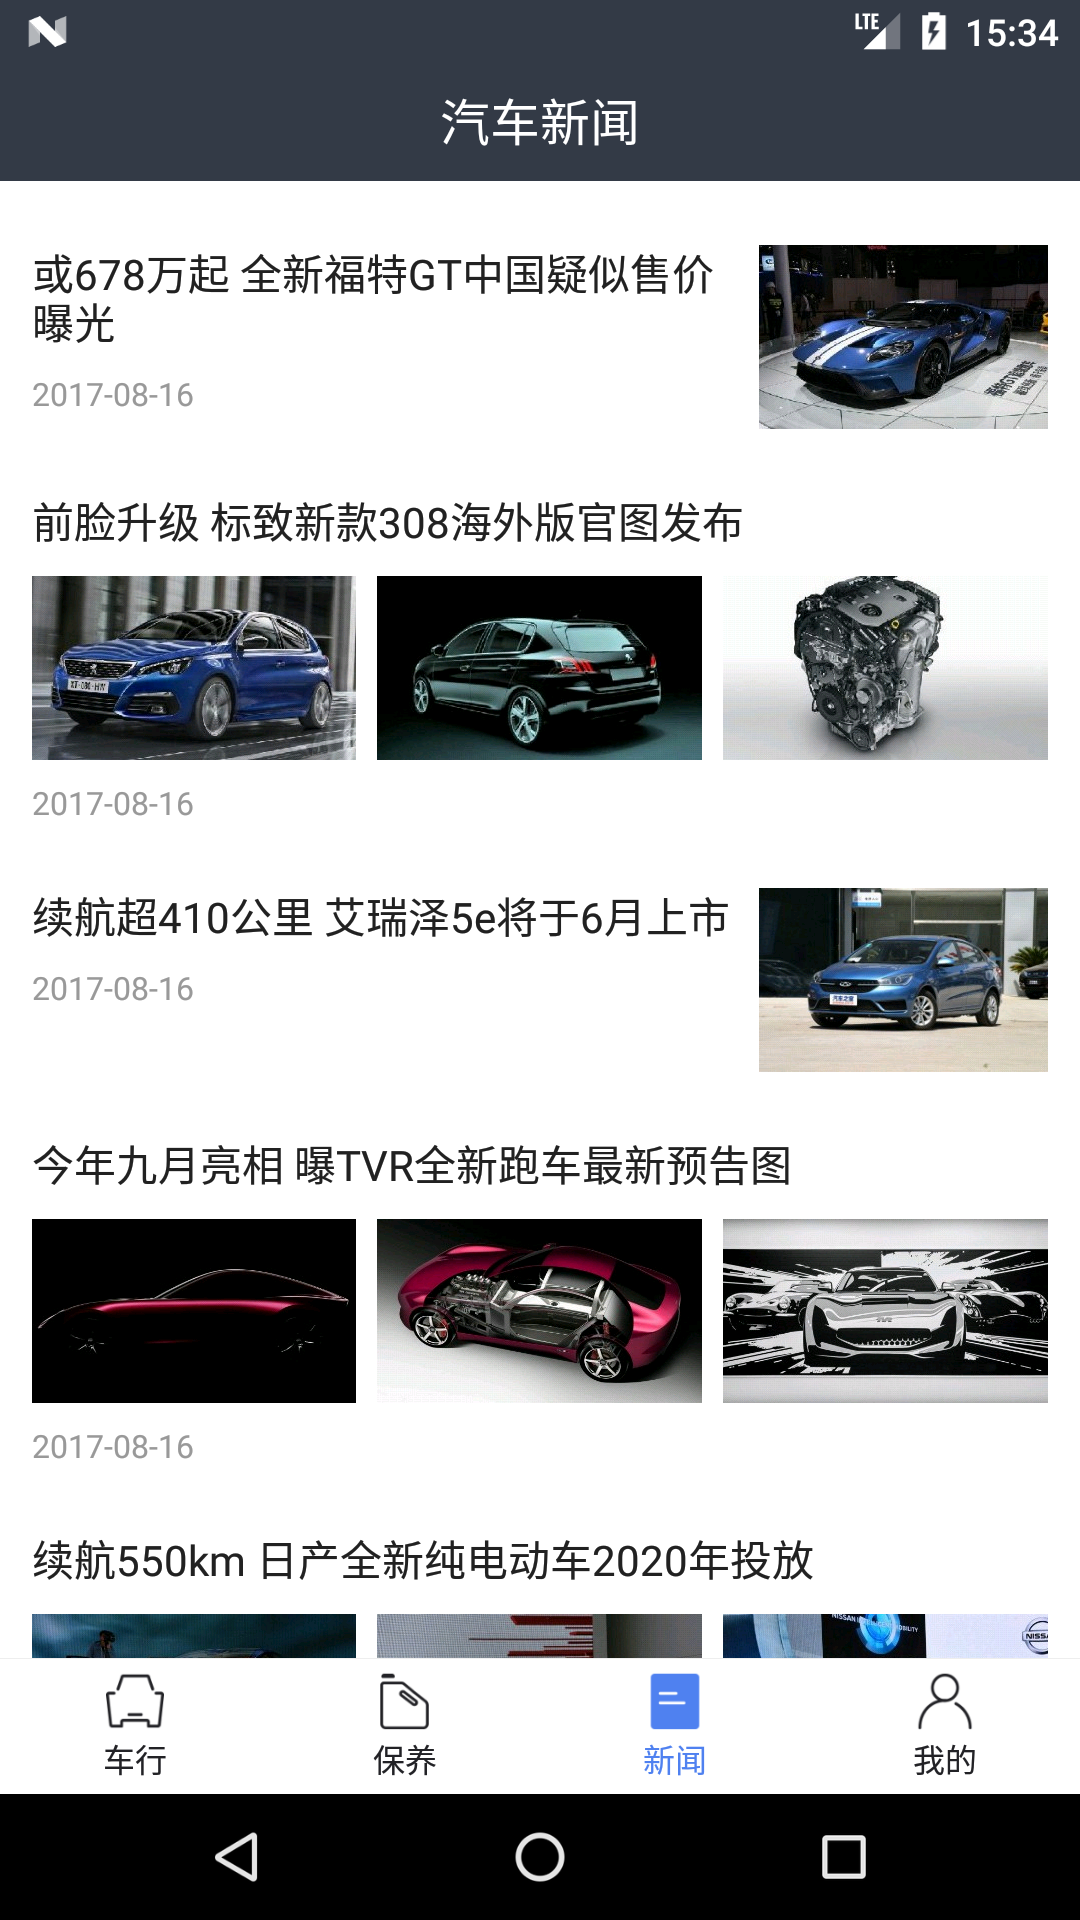 15:34
LTE
汽车新闻
或678万起 全新福特GT中国疑似售价
曝光
2017-08-16
前脸升级 标致新款308海外版官图发布
2017-08-16
续航超410公里 艾瑞泽5e将于6月上市
汽车之家
2017-08-16
今年九月亮相 曝TVR全新跑车最新预告图
2017-08-16
续航550km 日产全新纯电动车2020年投放
车行
保养
新闻
我的